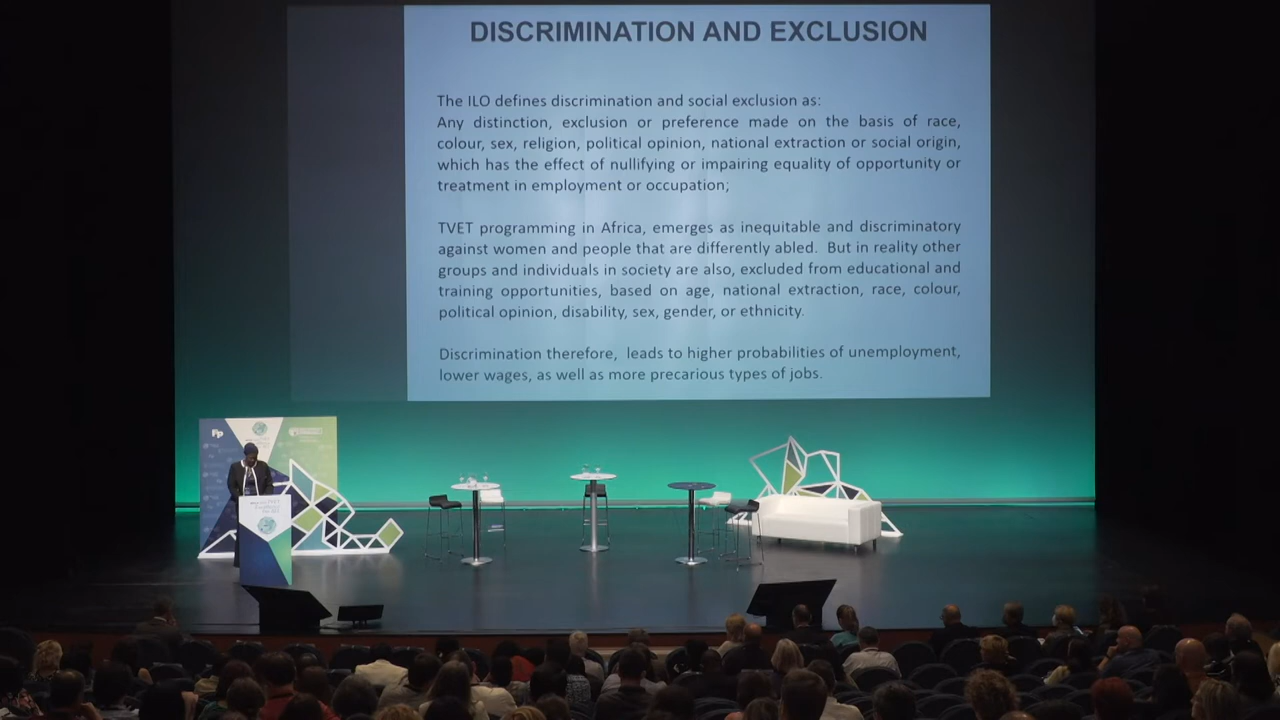 DISCRIMINATION AND EXCLUSION
The ILO defines discrimination and social exclusion as:
Any distinction, exclusion or preference made on the basis of race,
colour, sex, religion, political opinion, national extraction or social origin,
which has the effect of nullifying or impairing equality of opportunity or
treatment in employment or occupation;
TVET programming in Africa, emerges as inequitable and discriminatory
against women and people that are differently abled. But in reality other
groups and individuals in society are also, excluded from educational and
training opportunities, based on age, national extraction, race, colour,
political opinion, disability, sex, gender, or ethnicity.
Discrimination therefore, leads to higher probabilities of unemployment,
lower wages, as well as more precarious types of jobs.
Fp